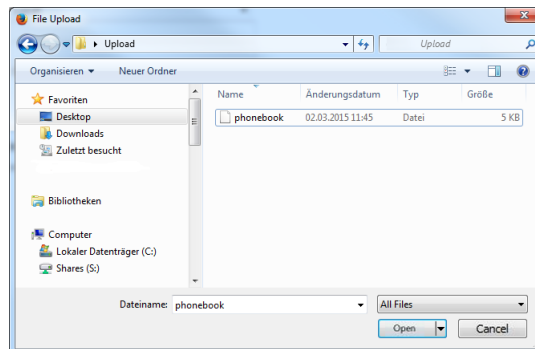 File Upload
Upload
Upload
Organisieren
Neuer Ordner
Name Änderungsdatum Typ Größe
phonebook 02.03.2015 11:45 Datei 5 KB
Favoriten
Desktop
Downloads
Zuletzt besucht
Bibliotheken
Computer
Lokaler Datenträger (C:)
Shares (S:)
Dateiname: phonebook
All Files
Open Cancel